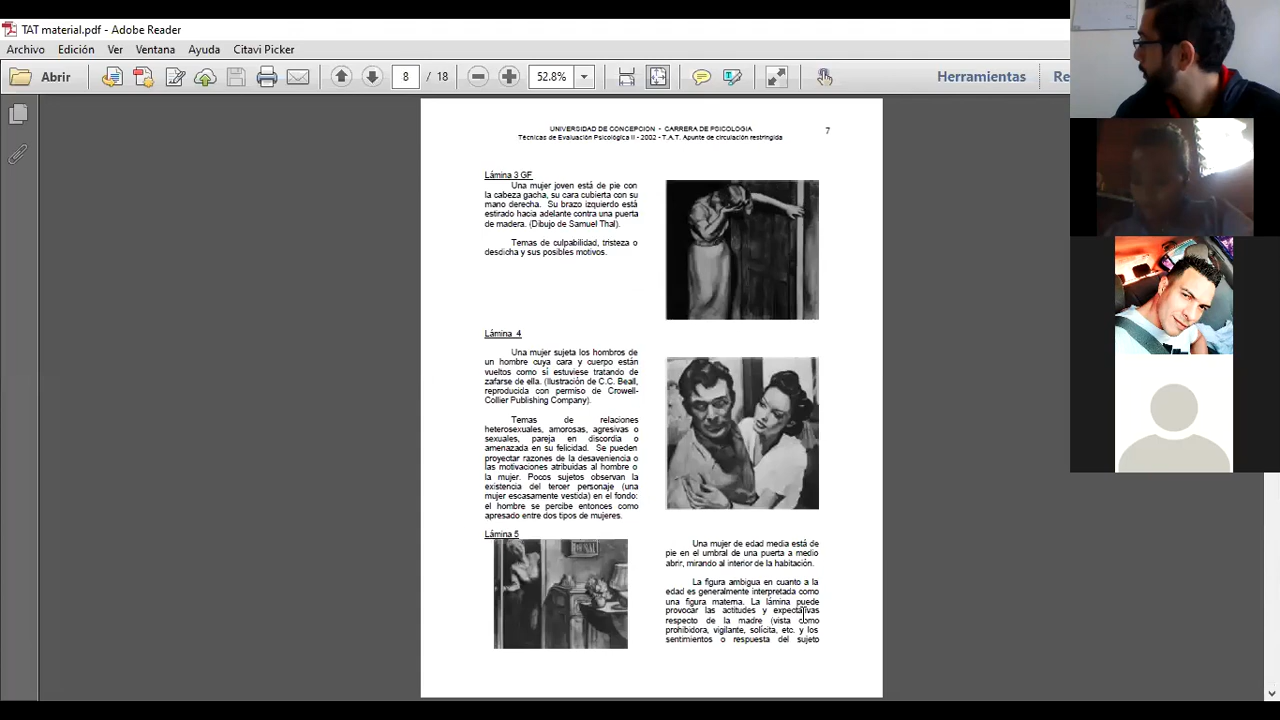 TAT material.pdf - Adobe Reader
Archivo Edición Ver Ventana Ayuda Citavi Picker
Abrir 8 / 18 52.8% Herramientas Re
UNIVERSIDAD DE CONCEPCION - CARRERA DE PSICOLOGIA
Técnicas de Evaluación Psicológica II - 2002 - T.A.T. Apunte de circulación restringida
7
Lámina 3 GF
Una mujer joven está de pie con
la cabeza gacha, su cara cubierta con su
mano derecha. Su brazo izquierdo está
estirado hacia adelante contra una puerta
de madera. (Dibujo de Samuel Thal).
Temas de culpabilidad, tristeza o
desdicha y sus posibles motivos.
Lámina 4
Una mujer sujeta los hombros de
un hombre cuya cara y cuerpo están
vueltos como si estuviese tratando de
zafarse de ella. (Ilustración de C.C. Beall,
reproducida con permiso de Crowell-
Collier Publishing Company).
Temas de relaciones
heterosexuales, amorosas, agresivas o
sexuales, pareja en discordia o
amenazada en su felicidad. Se pueden
proyectar razones de la desaveniencia o
las motivaciones atribuidas al hombre o
la mujer. Pocos sujetos observan la
existencia del tercer personaje (una
mujer escasamente vestida) en el fondo:
el hombre se percibe entonces como
apresado entre dos tipos de mujeres.
Lámina 5
Una mujer de edad media está de
pie en el umbral de una puerta a medio
abrir, mirando al interior de la habitación.
La figura ambigua en cuanto a la
edad es generalmente interpretada como
una figura materna. La lámina puede
provocar las actitudes y expectativas
respecto de la madre (vista como
prohibidora, vigilante, solícita, etc. y los
sentimientos o respuesta del sujeto